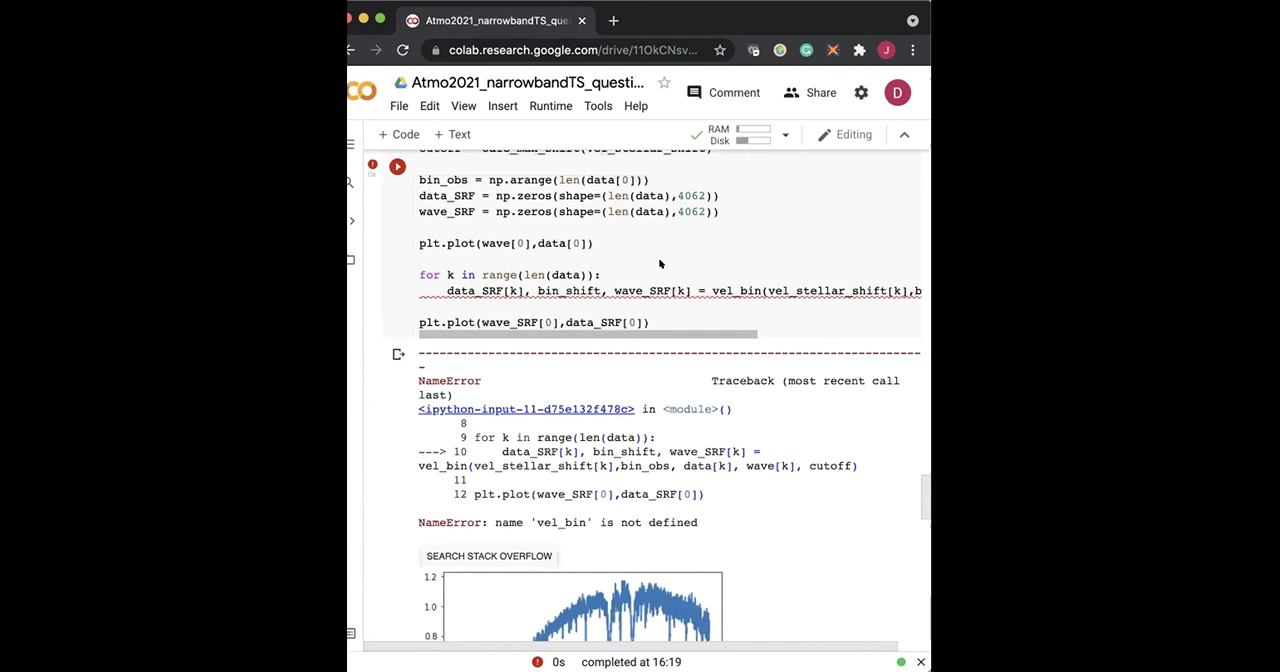 Atmo2021_narrowbandTS_que
colab.research.google.com/drive/11OkCNsv...
J
Atmo2021_narrowbandTS_questi...
Comment
Share
D
File Edit View Insert Runtime Tools Help
+ Code + Text
RAM
Disk
Editing
0s
bin_obs = np.arange(len(data[0]))
data_SRF = np.zeros(shape=(len(data),4062))
wave_SRF = np.zeros(shape=(len(data),4062))
plt.plot(wave[0],data[0])
for k in range(len(data)):
data_SRF[k], bin_shift, wave_SRF[k] = vel_bin(vel_stellar_shift[k],b
plt.plot(wave_SRF[0],data_SRF[0])
---------------------------------------------------------------------------
NameError Traceback (most recent call
last)
<ipython-input-11-d75e132f478c> in <module>()
8
9 for k in range(len(data)):
---> 10 data_SRF[k], bin_shift, wave_SRF[k] =
vel_bin(vel_stellar_shift[k],bin_obs, data[k], wave[k], cutoff)
11
12 plt.plot(wave_SRF[0],data_SRF[0])
NameError: name 'vel_bin' is not defined
SEARCH STACK OVERFLOW
1.2
1.0
0.8
0s completed at 16:19